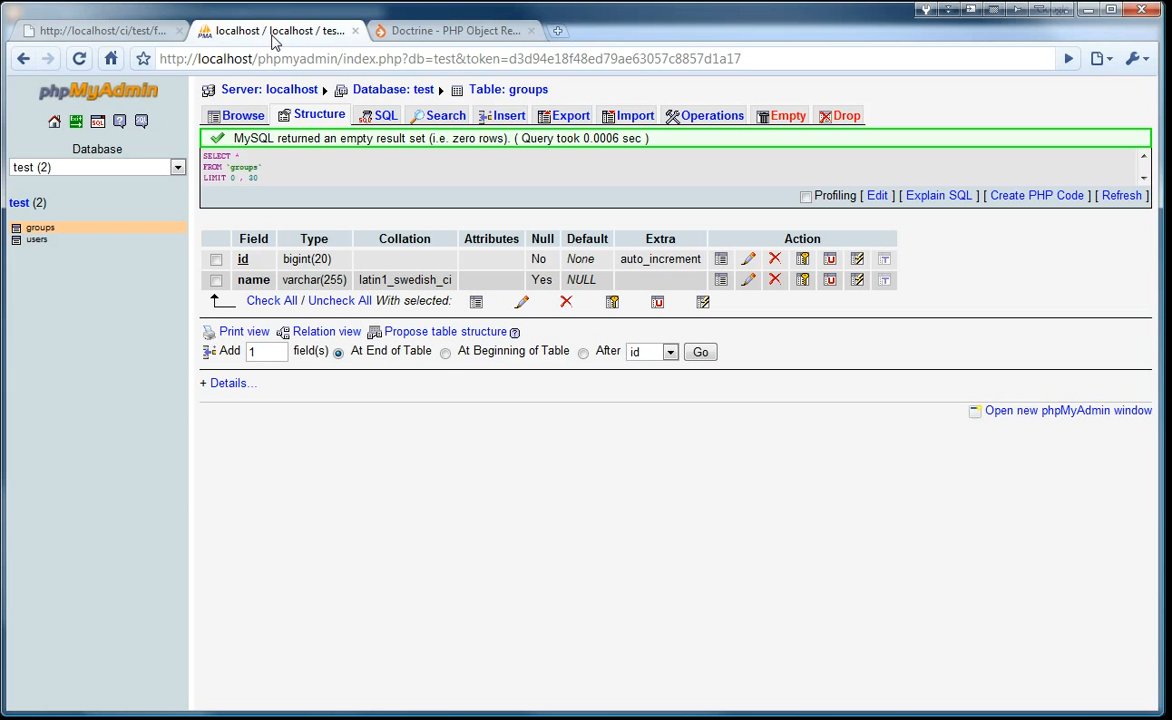 http://localhost/ci/test/f...
localhost / localhost / tes...
Doctrine - PHP Object Re...
http://localhost/phpmyadmin/index.php?db=test&token=d3d94e18f48ed79ae63057c8857d1a17
phpMyAdmin
Server: localhost Database: test Table: groups
Browse Structure SQL Search Insert Export Import Operations Empty Drop
Database
test (2)
test (2)
groups
users
MySQL returned an empty result set (i.e. zero rows). ( Query took 0.0006 sec )
SELECT *
FROM `groups`
LIMIT 0 , 30
Profiling [ Edit ] [ Explain SQL ] [ Create PHP Code ] [ Refresh ]
Field Type Collation Attributes Null Default Extra Action
id bigint(20) No None auto_increment
name varchar(255) latin1_swedish_ci Yes NULL
Check All / Uncheck All With selected:
Print view Relation view Propose table structure
Add 1 field(s) At End of Table At Beginning of Table After id Go
+ Details...
Open new phpMyAdmin window